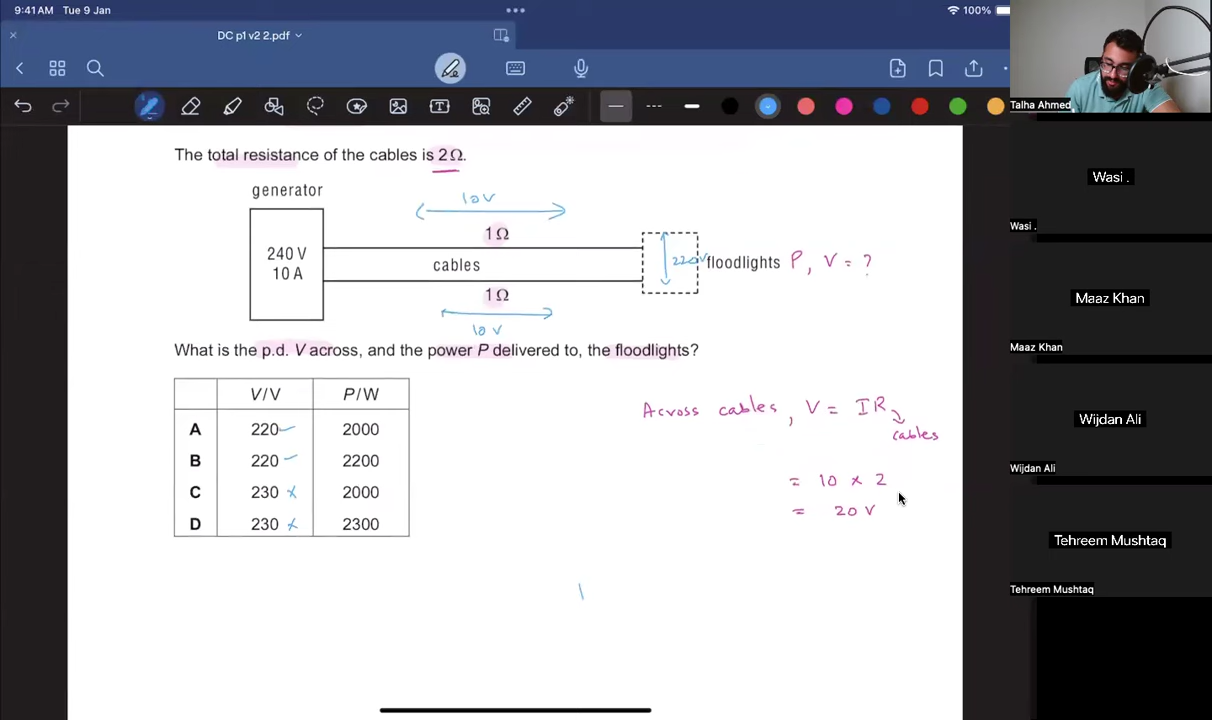 9:41 AM Tue 9 Jan
100%
DC p1 v2 2.pdf
Talha Ahmed
The total resistance of the cables is 2 Ω.
generator
10 V
1 Ω
240 V
10 A
cables
220V
floodlights P, V = ?
1 Ω
10 V
What is the p.d. V across, and the power P delivered to, the floodlights?
V/V P/W
A 220 2000
B 220 2200
C 230 2000
D 230 2300
Across cables, V = IR
cables
= 10 × 2
= 20 V
Wasi .
Wasi .
Maaz Khan
Maaz Khan
Wijdan Ali
Wijdan Ali
Tehreem Mushtaq
Tehreem Mushtaq